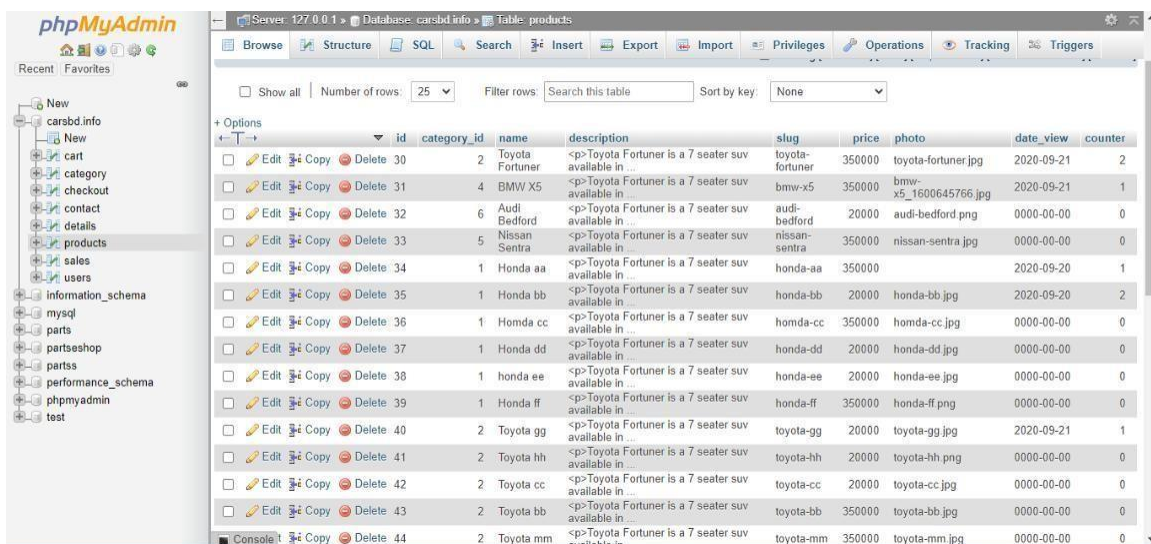 phpMyAdmin
Recent Favorites
New
carsbd.info
New
cart
category
checkout
contact
details
products
sales
users
information_schema
mysql
parts
partseshop
partss
performance_schema
phpmyadmin
test
Server: 127.0.0.1 » Database: carsbd.info » Table: products
Browse Structure SQL Search Insert Export Import Privileges Operations Tracking Triggers
Show all Number of rows: 25 Filter rows: Search this table Sort by key: None
+ Options
id category_id name description slug price photo date_view counter
Edit Copy Delete 30 2 Toyota Fortuner <p>Toyota Fortuner is a 7 seater suv available in ... toyota-fortuner 350000 toyota-fortuner.jpg 2020-09-21 2
Edit Copy Delete 31 4 BMW X5 <p>Toyota Fortuner is a 7 seater suv available in ... bmw-x5 350000 bmw-x5_1600645766.jpg 2020-09-21 1
Edit Copy Delete 32 6 Audi Bedford <p>Toyota Fortuner is a 7 seater suv available in ... audi-bedford 20000 audi-bedford.png 0000-00-00 0
Edit Copy Delete 33 5 Nissan Sentra <p>Toyota Fortuner is a 7 seater suv available in ... nissan-sentra 350000 nissan-sentra.jpg 0000-00-00 0
Edit Copy Delete 34 1 Honda aa <p>Toyota Fortuner is a 7 seater suv available in ... honda-aa 350000 2020-09-20 1
Edit Copy Delete 35 1 Honda bb <p>Toyota Fortuner is a 7 seater suv available in ... honda-bb 20000 honda-bb.jpg 2020-09-20 2
Edit Copy Delete 36 1 Homda cc <p>Toyota Fortuner is a 7 seater suv available in ... homda-cc 350000 homda-cc.jpg 0000-00-00 0
Edit Copy Delete 37 1 Honda dd <p>Toyota Fortuner is a 7 seater suv available in ... honda-dd 20000 honda-dd.jpg 0000-00-00 0
Edit Copy Delete 38 1 honda ee <p>Toyota Fortuner is a 7 seater suv available in ... honda-ee 20000 honda-ee.jpg 0000-00-00 0
Edit Copy Delete 39 1 Honda ff <p>Toyota Fortuner is a 7 seater suv available in ... honda-ff 350000 honda-ff.png 0000-00-00 0
Edit Copy Delete 40 2 Toyota gg <p>Toyota Fortuner is a 7 seater suv available in ... toyota-gg 20000 toyota-gg.jpg 2020-09-21 1
Edit Copy Delete 41 2 Toyota hh <p>Toyota Fortuner is a 7 seater suv available in ... toyota-hh 20000 toyota-hh.png 0000-00-00 0
Edit Copy Delete 42 2 Toyota cc <p>Toyota Fortuner is a 7 seater suv available in ... toyota-cc 20000 toyota-cc.jpg 0000-00-00 0
Edit Copy Delete 43 2 Toyota bb <p>Toyota Fortuner is a 7 seater suv available in ... toyota-bb 350000 toyota-bb.jpg 0000-00-00 0
Console Copy Delete 44 2 Toyota mm <p>Toyota Fortuner is a 7 seater suv toyota-mm 350000 toyota-mm.jpg 0000-00-00 0